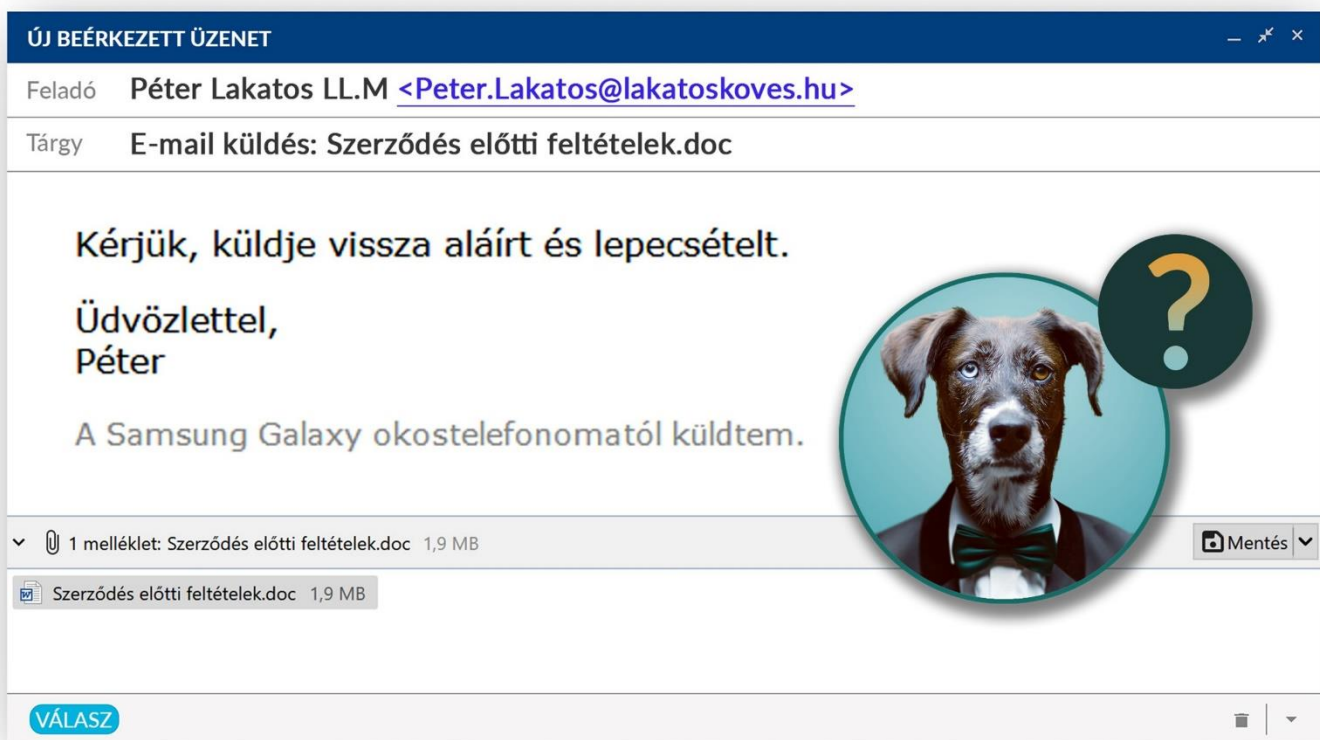 ÚJ BEÉRKEZETT ÜZENET
Feladó Péter Lakatos LL.M <Peter.Lakatos@lakatoskoves.hu>
Tárgy E-mail küldés: Szerződés előtti feltételek.doc
Kérjük, küldje vissza aláírt és lepecsételt.
Üdvözlettel,
Péter
?
A Samsung Galaxy okostelefonomatól küldtem.
1 melléklet: Szerződés előtti feltételek.doc 1,9 MB
Mentés
Szerződés előtti feltételek.doc 1,9 MB
VÁLASZ